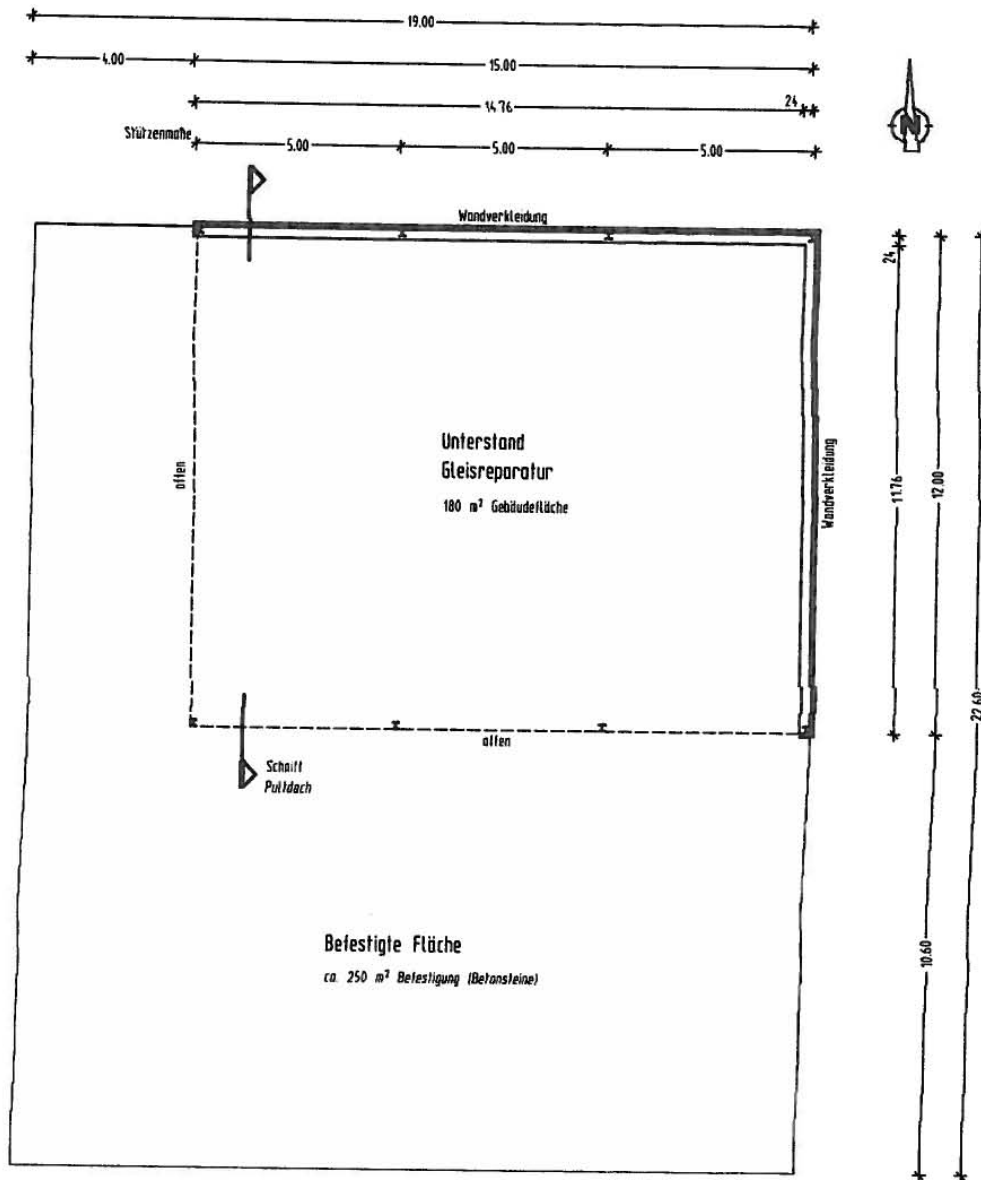 19.00
4.00
15.00
14.76
24
Stützenmaße
5.00
5.00
5.00
N
Wandverkleidung
24
offen
Unterstand
Gleisreparatur
180 m² Gebäudefläche
Wandverkleidung
11.76
12.00
22.60
offen
Schnitt
Pultdach
Befestigte Fläche
ca. 250 m² Befestigung (Betonsteine)
10.60